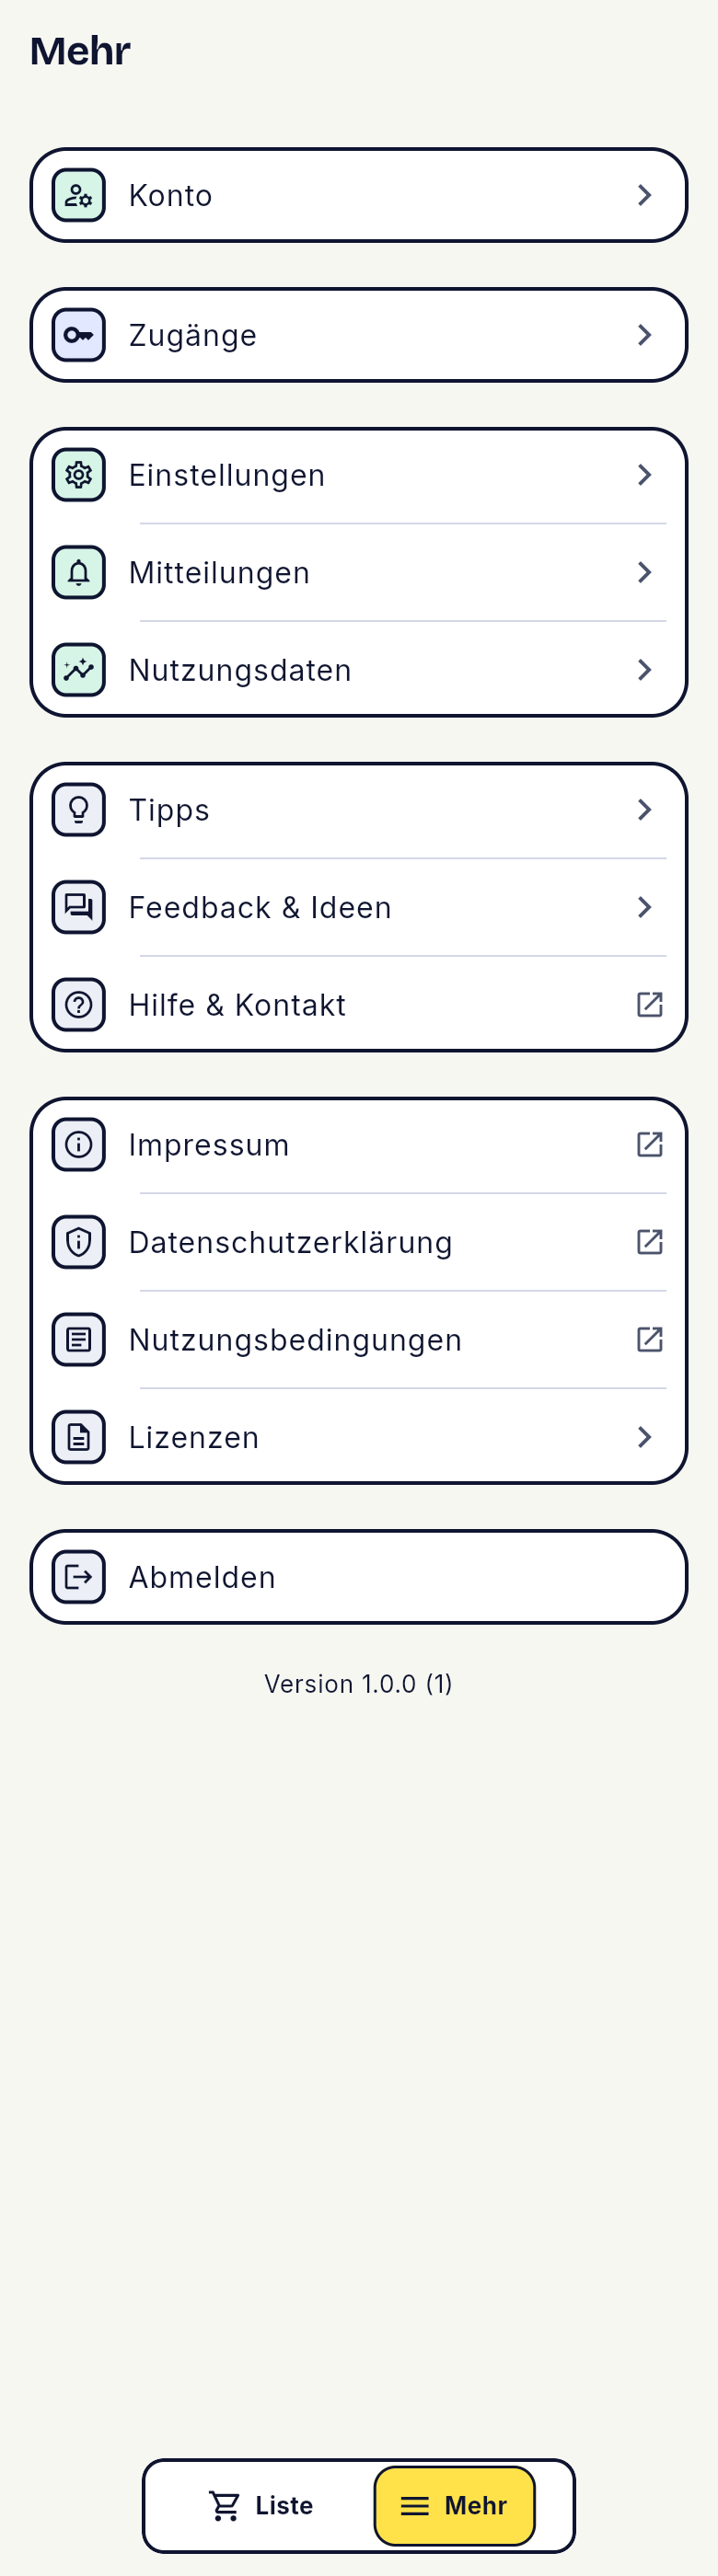 Mehr
Konto
Zugänge
Einstellungen
Mitteilungen
Nutzungsdaten
Tipps
Feedback & Ideen
Hilfe & Kontakt
Impressum
Datenschutzerklärung
Nutzungsbedingungen
Lizenzen
Abmelden
Version 1.0.0 (1)
Liste
Mehr